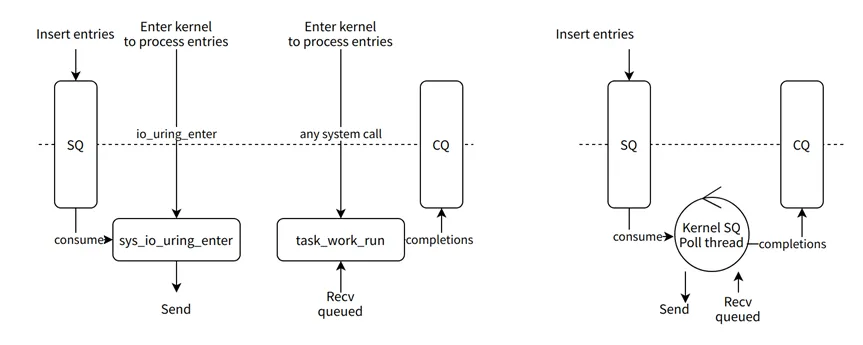 Insert entries
Enter kernel
to process entries
Enter kernel
to process entries
SQ
io_uring_enter
any system call
CQ
consume
sys_io_uring_enter
task_work_run
completions
Send
Recv
queued
Insert entries
SQ
CQ
consume
Kernel SQ
Poll thread
completions
Send
Recv
queued